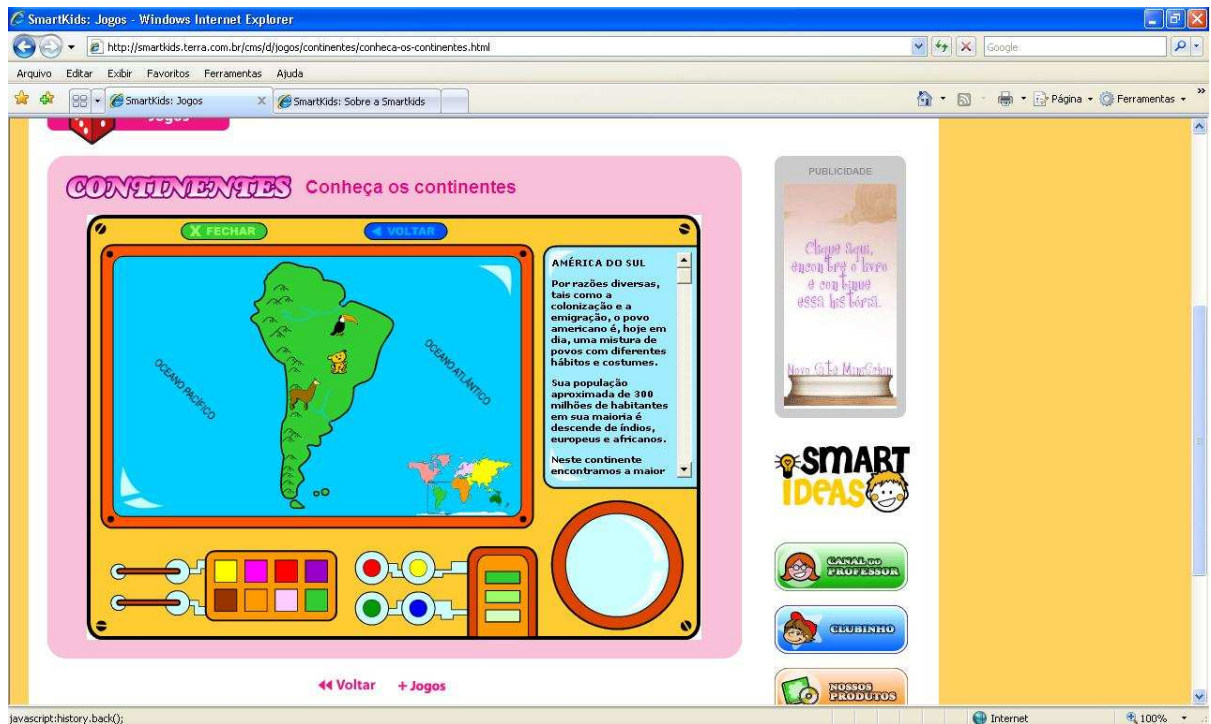 SmartKids: Jogos - Windows Internet Explorer
http://smartkids.terra.com.br/cms/d/jogos/continentes/conheca-os-continentes.html
Google
Arquivo Editar Exibir Favoritos Ferramentas Ajuda
SmartKids: Jogos X SmartKids: Sobre a Smartkids
Página Ferramentas
Jogos
CONTINENTES Conheça os continentes
X FECHAR
VOLTAR
OCEANO PACÍFICO
OCEANO ATLÂNTICO
AMÉRICA DO SUL
Por razões diversas,
tais como a
colonização e a
emigração, o povo
americano é, hoje em
dia, uma mistura de
povos com diferentes
hábitos e costumes.
Sua população
aproximada de 300
milhões de habitantes
em sua maioria é
descende de índios,
europeus e africanos.
Neste continente
encontramos a maior
PUBLICIDADE
Clique aqui,
encontre o livro
e continue
essa história.
Novo Site
SMART
IDEAS
CANAL DO
PROFESSOR
CLUBINHO
NOSSOS
PRODUTOS
Voltar + Jogos
javascript:history.back();
Internet
100%